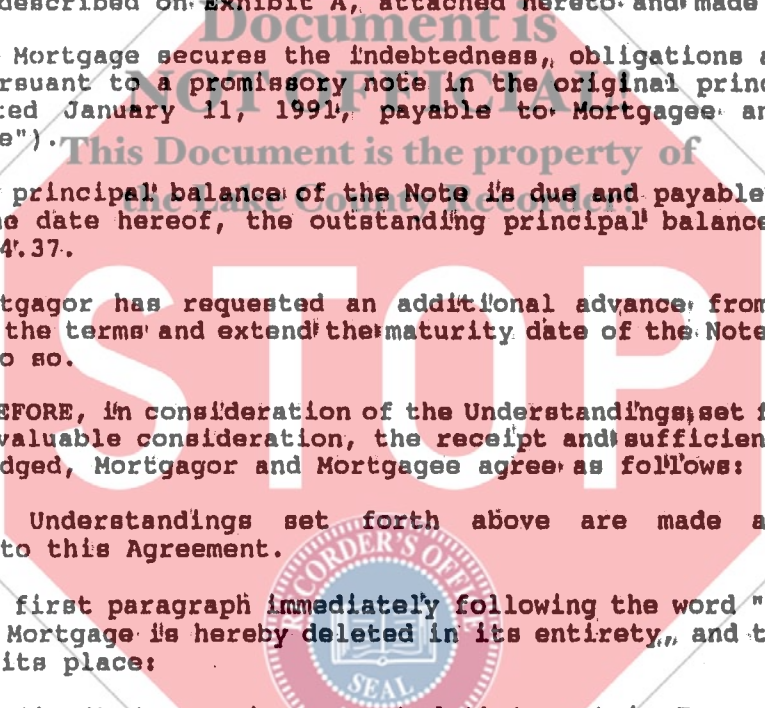 described on Exhibit A, attached hereto and made
Document is
Mortgage secures the indebtedness, obligations a
rsuant to a promissory note in the original princ
NOT OFFICIAL!
ted January 11, 1991, payable to Mortgagee an
e").
This Document is the property of
principal balance of the Note is due and payable
the Lake County Recorder!
e date hereof, the outstanding principal balance
4.37.
tgagor has requested an additional advance from
the terms and extend the maturity date of the Note
o so.
STOP
EFORE, in consideration of the Understandings set f
valuable consideration, the receipt and sufficien
dged, Mortgagor and Mortgagee agree as follows:
Understandings set forth above are made a
to this Agreement.
RECORDER'S OFFICE
first paragraph immediately following the word "
Mortgage is hereby deleted in its entirety, and t
its place:
SEAL